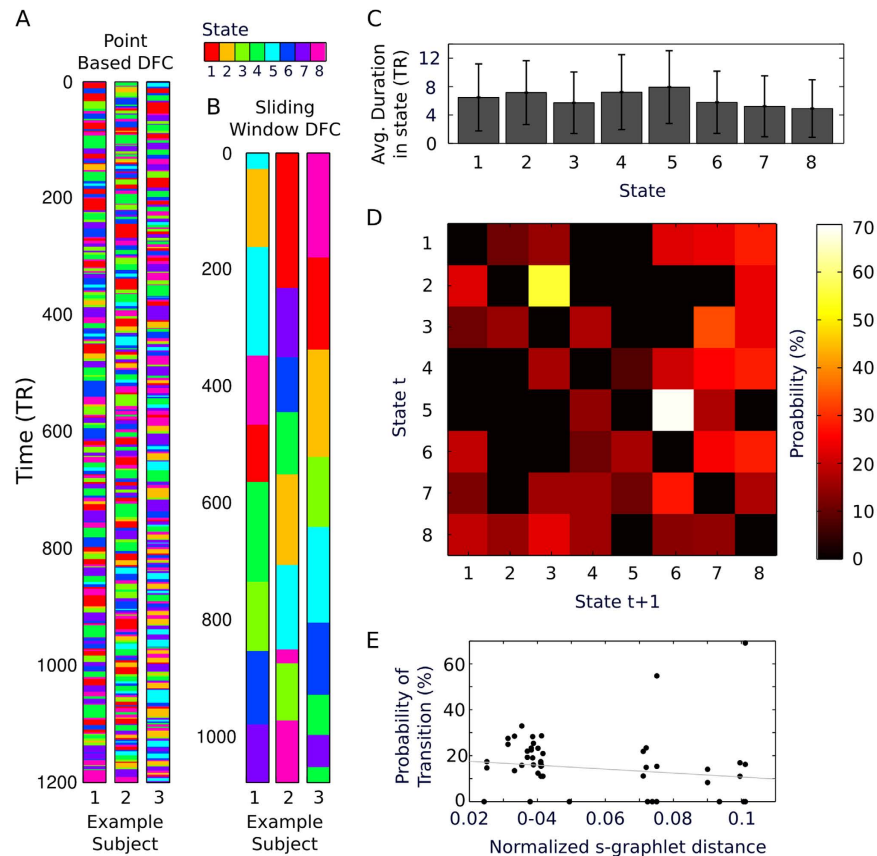 A
Point
Based DFC
State
1 2 3 4 5 6 7 8
0
200
400
600
800
1000
1200
Time (TR)
1 2 3
Example
Subject
B
Sliding
Window DFC
0
200
400
600
800
1000
1 2 3
Example
Subject
C
Avg. Duration
in state (TR)
12
8
4
0
1 2 3 4 5 6 7 8
State
D
State t
1
2
3
4
5
6
7
8
1 2 3 4 5 6 7 8
State t+1
Proabbility (%)
70
60
50
40
30
20
10
0
E
Probability of
Transition (%)
60
40
20
0
0.02 0-04 0.06 0.08 0.1
Normalized s-graphlet distance